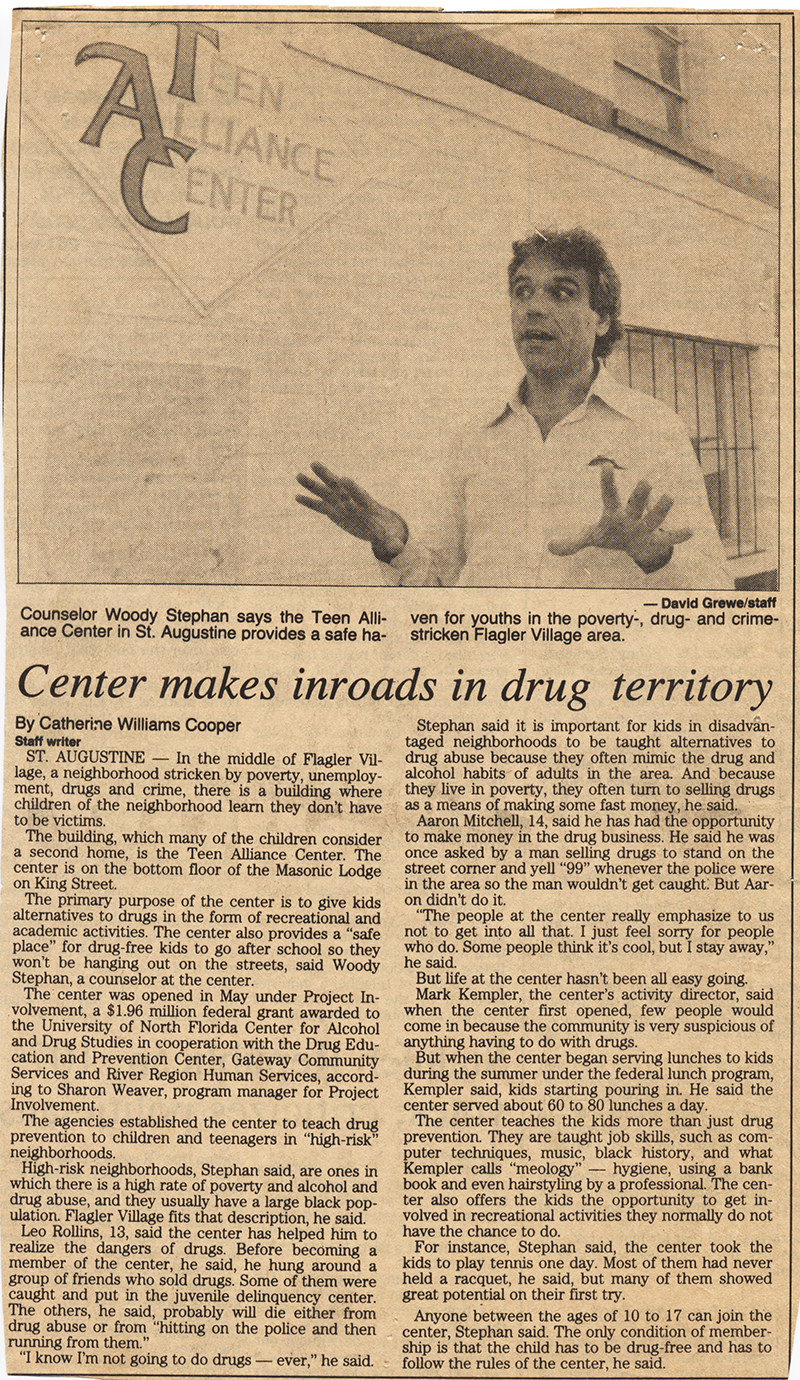 TEEN
ALLIANCE
CENTER
— David Grewe/staff
Counselor Woody Stephan says the Teen Alli-
ance Center in St. Augustine provides a safe ha-
ven for youths in the poverty-, drug- and crime-
stricken Flagler Village area.
Center makes inroads in drug territory
By Catherine Williams Cooper
Staff writer
ST. AUGUSTINE — In the middle of Flagler Vil-
lage, a neighborhood stricken by poverty, unemploy-
ment, drugs and crime, there is a building where
children of the neighborhood learn they don't have
to be victims.
The building, which many of the children consider
a second home, is the Teen Alliance Center. The
center is on the bottom floor of the Masonic Lodge
on King Street.
The primary purpose of the center is to give kids
alternatives to drugs in the form of recreational and
academic activities. The center also provides a "safe
place" for drug-free kids to go after school so they
won't be hanging out on the streets, said Woody
Stephan, a counselor at the center.
The center was opened in May under Project In-
volvement, a $1.96 million federal grant awarded to
the University of North Florida Center for Alcohol
and Drug Studies in cooperation with the Drug Edu-
cation and Prevention Center, Gateway Community
Services and River Region Human Services, accord-
ing to Sharon Weaver, program manager for Project
Involvement.
The agencies established the center to teach drug
prevention to children and teenagers in "high-risk"
neighborhoods.
High-risk neighborhoods, Stephan said, are ones in
which there is a high rate of poverty and alcohol and
drug abuse, and they usually have a large black pop-
ulation. Flagler Village fits that description, he said.
Leo Rollins, 13, said the center has helped him to
realize the dangers of drugs. Before becoming a
member of the center, he said, he hung around a
group of friends who sold drugs. Some of them were
caught and put in the juvenile delinquency center.
The others, he said, probably will die either from
drug abuse or from "hitting on the police and then
running from them."
"I know I'm not going to do drugs — ever," he said.
Stephan said it is important for kids in disadvan-
taged neighborhoods to be taught alternatives to
drug abuse because they often mimic the drug and
alcohol habits of adults in the area. And because
they live in poverty, they often turn to selling drugs
as a means of making some fast money, he said.
Aaron Mitchell, 14, said he has had the opportunity
to make money in the drug business. He said he was
once asked by a man selling drugs to stand on the
street corner and yell "99" whenever the police were
in the area so the man wouldn't get caught. But Aar-
on didn't do it.
"The people at the center really emphasize to us
not to get into all that. I just feel sorry for people
who do. Some people think it's cool, but I stay away,"
he said.
But life at the center hasn't been all easy going.
Mark Kempler, the center's activity director, said
when the center first opened, few people would
come in because the community is very suspicious of
anything having to do with drugs.
But when the center began serving lunches to kids
during the summer under the federal lunch program,
Kempler said, kids starting pouring in. He said the
center served about 60 to 80 lunches a day.
The center teaches the kids more than just drug
prevention. They are taught job skills, such as com-
puter techniques, music, black history, and what
Kempler calls "meology" — hygiene, using a bank
book and even hairstyling by a professional. The cen-
ter also offers the kids the opportunity to get in-
volved in recreational activities they normally do not
have the chance to do.
For instance, Stephan said, the center took the
kids to play tennis one day. Most of them had never
held a racquet, he said, but many of them showed
great potential on their first try.
Anyone between the ages of 10 to 17 can join the
center, Stephan said. The only condition of member-
ship is that the child has to be drug-free and has to
follow the rules of the center, he said.